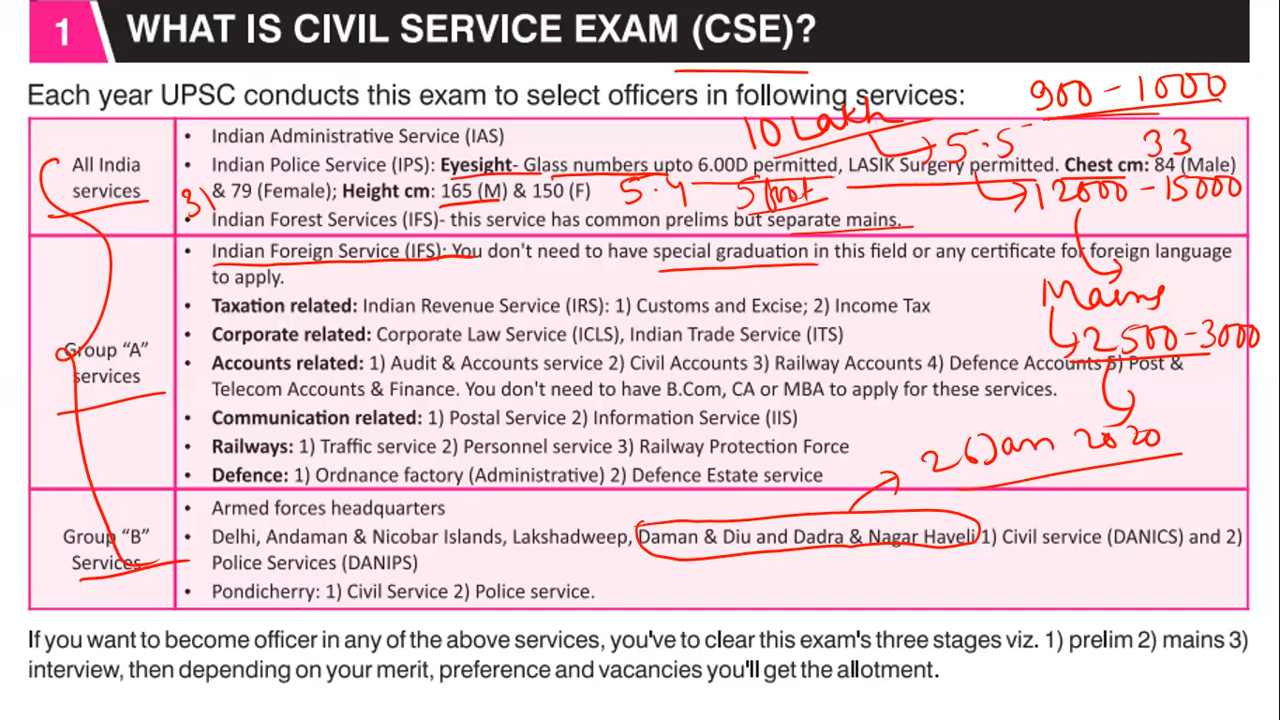 1 WHAT IS CIVIL SERVICE EXAM (CSE)?
Each year UPSC conducts this exam to select officers in following services:
900 - 1000
10 Lakh
5.5
33
All India services
• Indian Administrative Service (IAS)
• Indian Police Service (IPS): Eyesight- Glass numbers upto 6.00D permitted, LASIK Surgery permitted. Chest cm: 84 (Male)
& 79 (Female); Height cm: 165 (M) & 150 (F)
31
5.4
12000 - 15000
• Indian Forest Services (IFS)- this service has common prelims but separate mains.
Group “A” services
• Indian Foreign Service (IFS): You don't need to have special graduation in this field or any certificate for foreign language
to apply.
Mains
• Taxation related: Indian Revenue Service (IRS): 1) Customs and Excise; 2) Income Tax
• Corporate related: Corporate Law Service (ICLS), Indian Trade Service (ITS)
2500 - 3000
• Accounts related: 1) Audit & Accounts service 2) Civil Accounts 3) Railway Accounts 4) Defence Accounts 5) Post &
Telecom Accounts & Finance. You don't need to have B.Com, CA or MBA to apply for these services.
• Communication related: 1) Postal Service 2) Information Service (IIS)
• Railways: 1) Traffic service 2) Personnel service 3) Railway Protection Force
26 Jan 2020
• Defence: 1) Ordnance factory (Administrative) 2) Defence Estate service
Group “B” Services
• Armed forces headquarters
• Delhi, Andaman & Nicobar Islands, Lakshadweep, Daman & Diu and Dadra & Nagar Haveli 1) Civil service (DANICS) and 2)
Police Services (DANIPS)
• Pondicherry: 1) Civil Service 2) Police service.
If you want to become officer in any of the above services, you've to clear this exam's three stages viz. 1) prelim 2) mains 3)
interview, then depending on your merit, preference and vacancies you'll get the allotment.